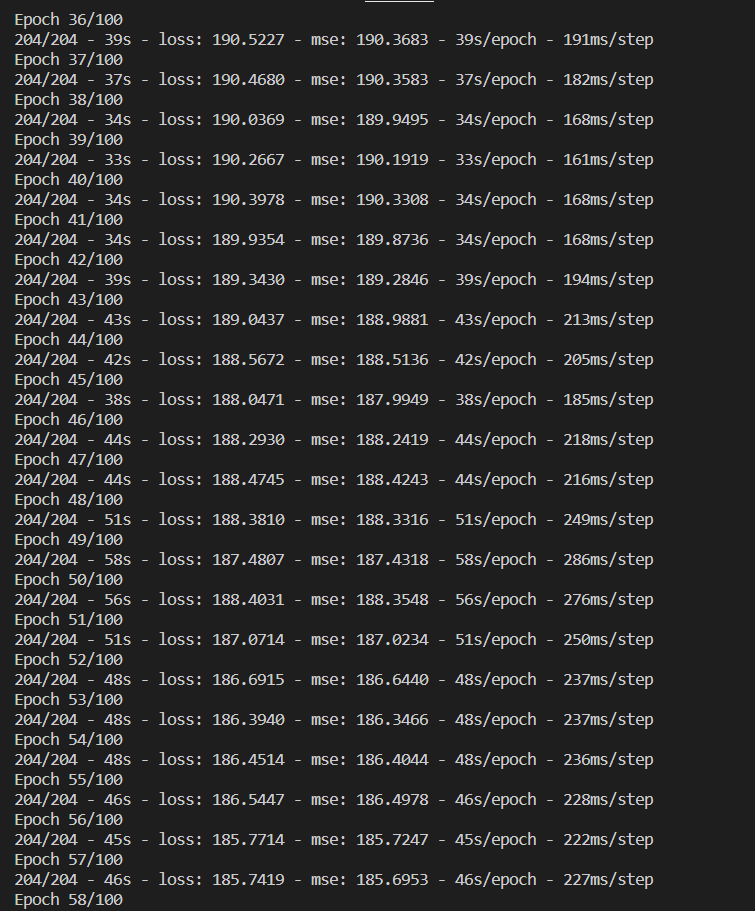 Epoch 36/100
204/204 - 39s - loss: 190.5227 - mse: 190.3683 - 39s/epoch - 191ms/step
Epoch 37/100
204/204 - 37s - loss: 190.4680 - mse: 190.3583 - 37s/epoch - 182ms/step
Epoch 38/100
204/204 - 34s - loss: 190.0369 - mse: 189.9495 - 34s/epoch - 168ms/step
Epoch 39/100
204/204 - 33s - loss: 190.2667 - mse: 190.1919 - 33s/epoch - 161ms/step
Epoch 40/100
204/204 - 34s - loss: 190.3978 - mse: 190.3308 - 34s/epoch - 168ms/step
Epoch 41/100
204/204 - 34s - loss: 189.9354 - mse: 189.8736 - 34s/epoch - 168ms/step
Epoch 42/100
204/204 - 39s - loss: 189.3430 - mse: 189.2846 - 39s/epoch - 194ms/step
Epoch 43/100
204/204 - 43s - loss: 189.0437 - mse: 188.9881 - 43s/epoch - 213ms/step
Epoch 44/100
204/204 - 42s - loss: 188.5672 - mse: 188.5136 - 42s/epoch - 205ms/step
Epoch 45/100
204/204 - 38s - loss: 188.0471 - mse: 187.9949 - 38s/epoch - 185ms/step
Epoch 46/100
204/204 - 44s - loss: 188.2930 - mse: 188.2419 - 44s/epoch - 218ms/step
Epoch 47/100
204/204 - 44s - loss: 188.4745 - mse: 188.4243 - 44s/epoch - 216ms/step
Epoch 48/100
204/204 - 51s - loss: 188.3810 - mse: 188.3316 - 51s/epoch - 249ms/step
Epoch 49/100
204/204 - 58s - loss: 187.4807 - mse: 187.4318 - 58s/epoch - 286ms/step
Epoch 50/100
204/204 - 56s - loss: 188.4031 - mse: 188.3548 - 56s/epoch - 276ms/step
Epoch 51/100
204/204 - 51s - loss: 187.0714 - mse: 187.0234 - 51s/epoch - 250ms/step
Epoch 52/100
204/204 - 48s - loss: 186.6915 - mse: 186.6440 - 48s/epoch - 237ms/step
Epoch 53/100
204/204 - 48s - loss: 186.3940 - mse: 186.3466 - 48s/epoch - 237ms/step
Epoch 54/100
204/204 - 48s - loss: 186.4514 - mse: 186.4044 - 48s/epoch - 236ms/step
Epoch 55/100
204/204 - 46s - loss: 186.5447 - mse: 186.4978 - 46s/epoch - 228ms/step
Epoch 56/100
204/204 - 45s - loss: 185.7714 - mse: 185.7247 - 45s/epoch - 222ms/step
Epoch 57/100
204/204 - 46s - loss: 185.7419 - mse: 185.6953 - 46s/epoch - 227ms/step
Epoch 58/100